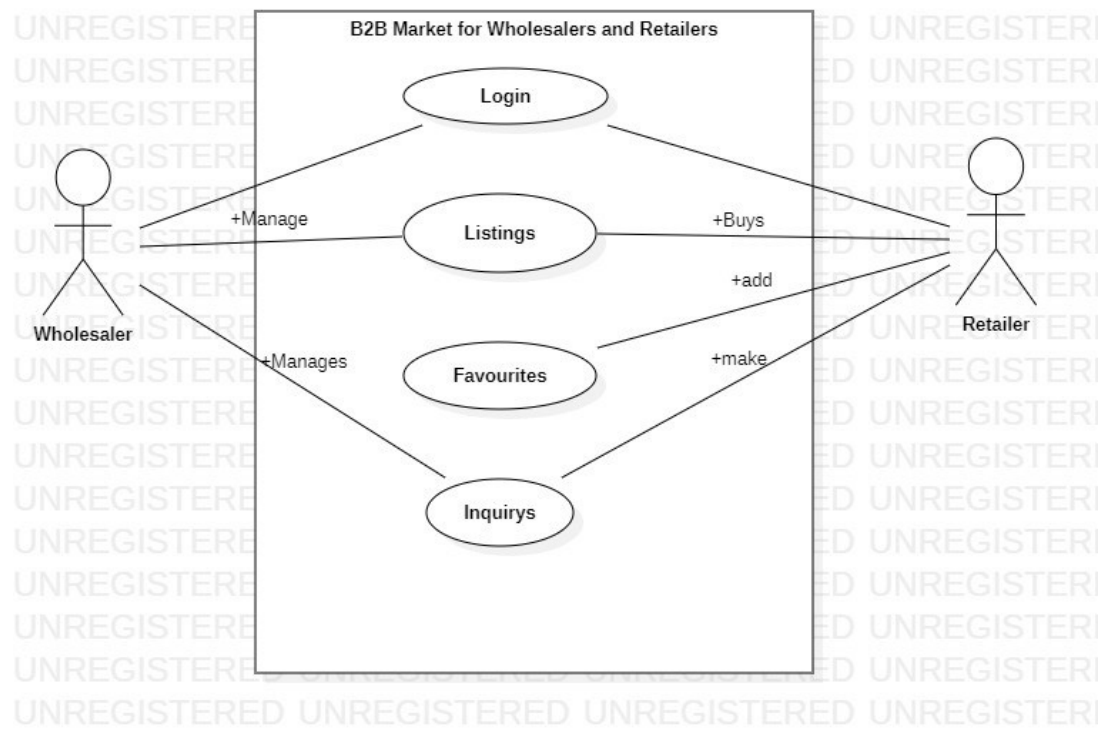 B2B Market for Wholesalers and Retailers
Login
+Manage
Listings
+Buys
+add
Wholesaler
Retailer
+Manages
Favourites
+make
Inquirys
UNREGISTERED UNREGISTERED UNREGISTERED UNREGISTERED